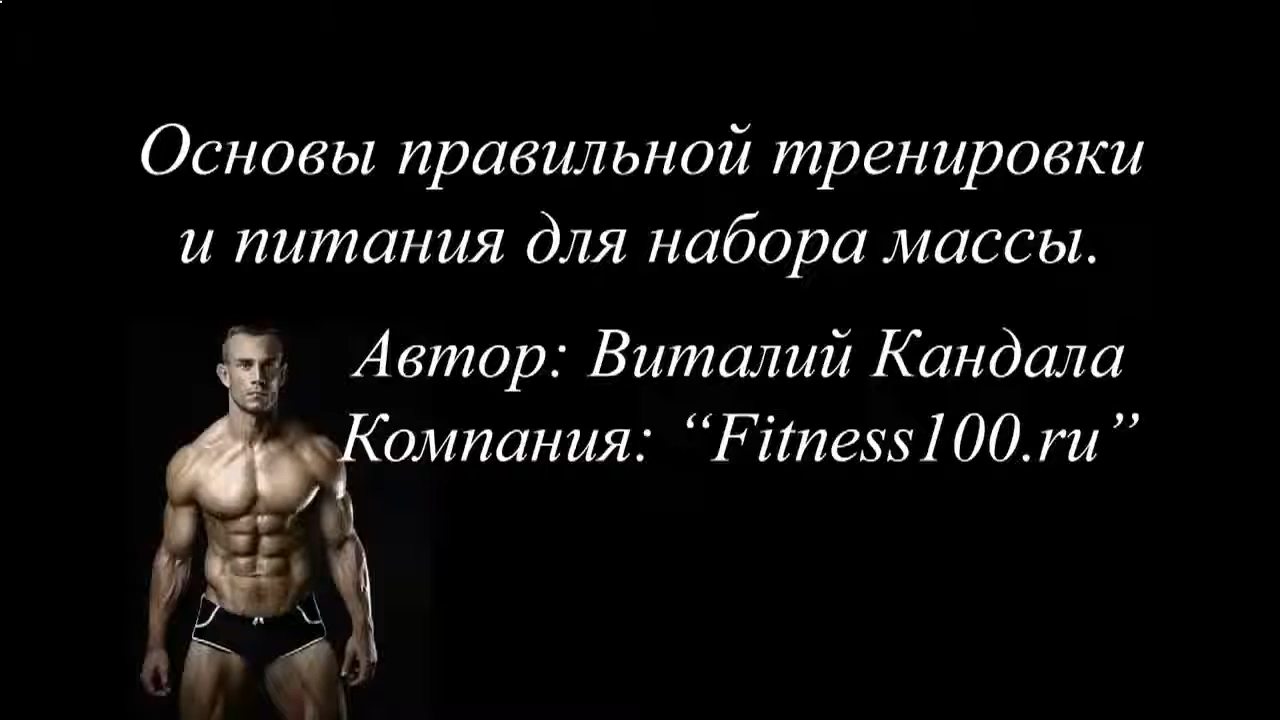 Основы правильной тренировки
и питания для набора массы.
Автор: Виталий Кандала
Компания: “Fitness100.ru”